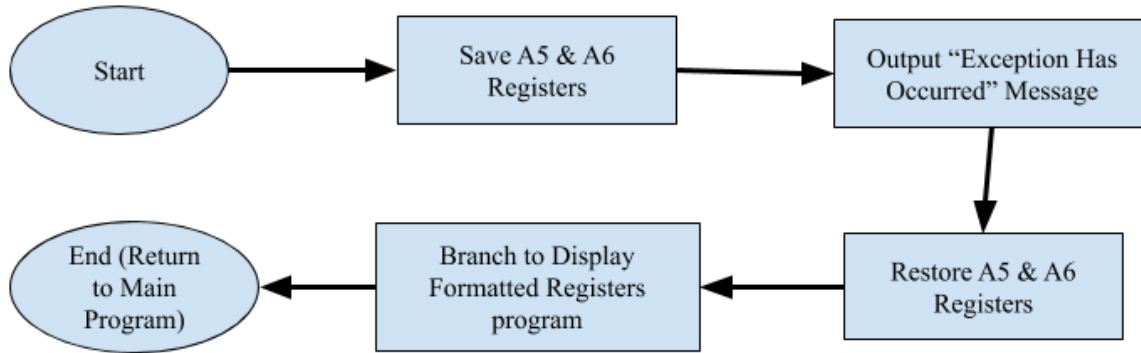 Start
Save A5 & A6
Registers
Output “Exception Has
Occurred” Message
Restore A5 & A6
Registers
Branch to Display
Formatted Registers
program
End (Return
to Main
Program)